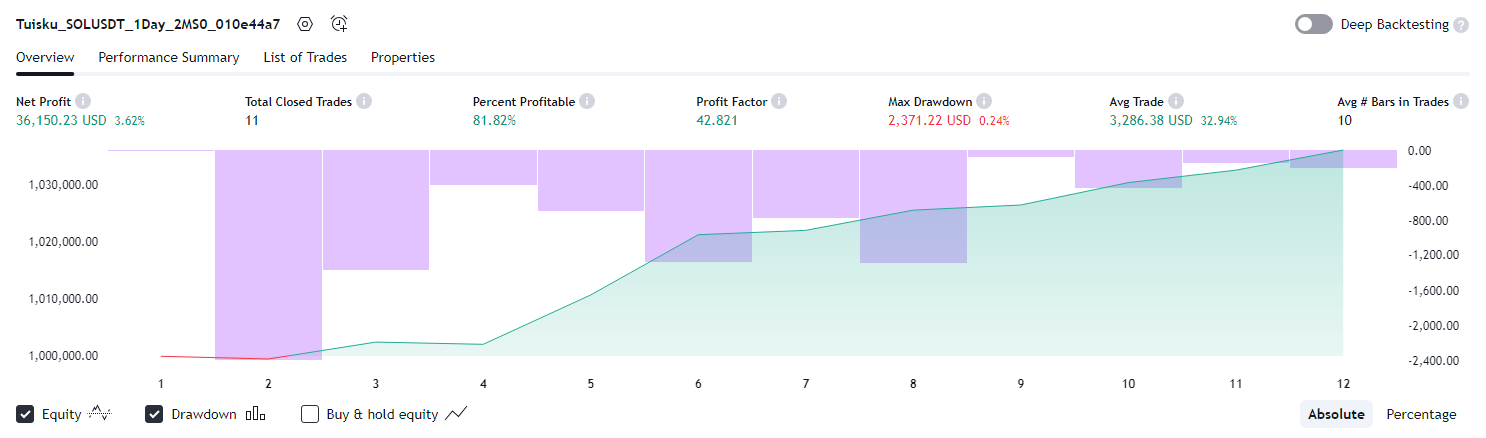 Tuisku_SOLUSDT_1Day_2MS0_010e44a7 Deep Backtesting ?
Overview Performance Summary List of Trades Properties
Net Profit Total Closed Trades Percent Profitable Profit Factor Max Drawdown Avg Trade Avg # Bars in Trades
36,150.23 USD 3.62% 11 81.82% 42.821 2,371.22 USD 0.24% 3,286.38 USD 32.94% 10
0.00
1,030,000.00 -400.00
-800.00
1,020,000.00
-1,200.00
-1,600.00
1,010,000.00
-2,000.00
1,000,000.00 -2,400.00
1 2 3 4 5 6 7 8 9 10 11 12
Equity Drawdown Buy & hold equity Absolute Percentage